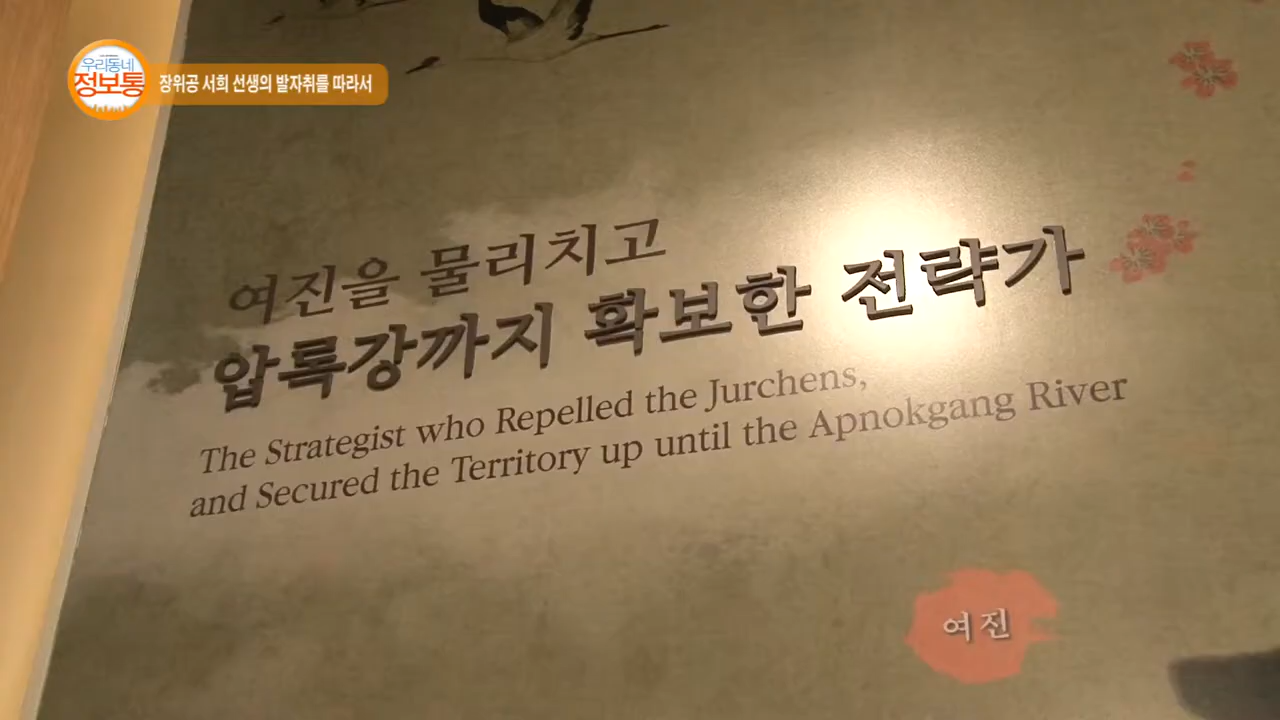 우리동네
정보통
장위공 서희 선생의 발자취를 따라서
여진을 물리치고
압록강까지 확보한 전략가
The Strategist who Repelled the Jurchens,
and Secured the Territory up until the Apnokgang River
여진